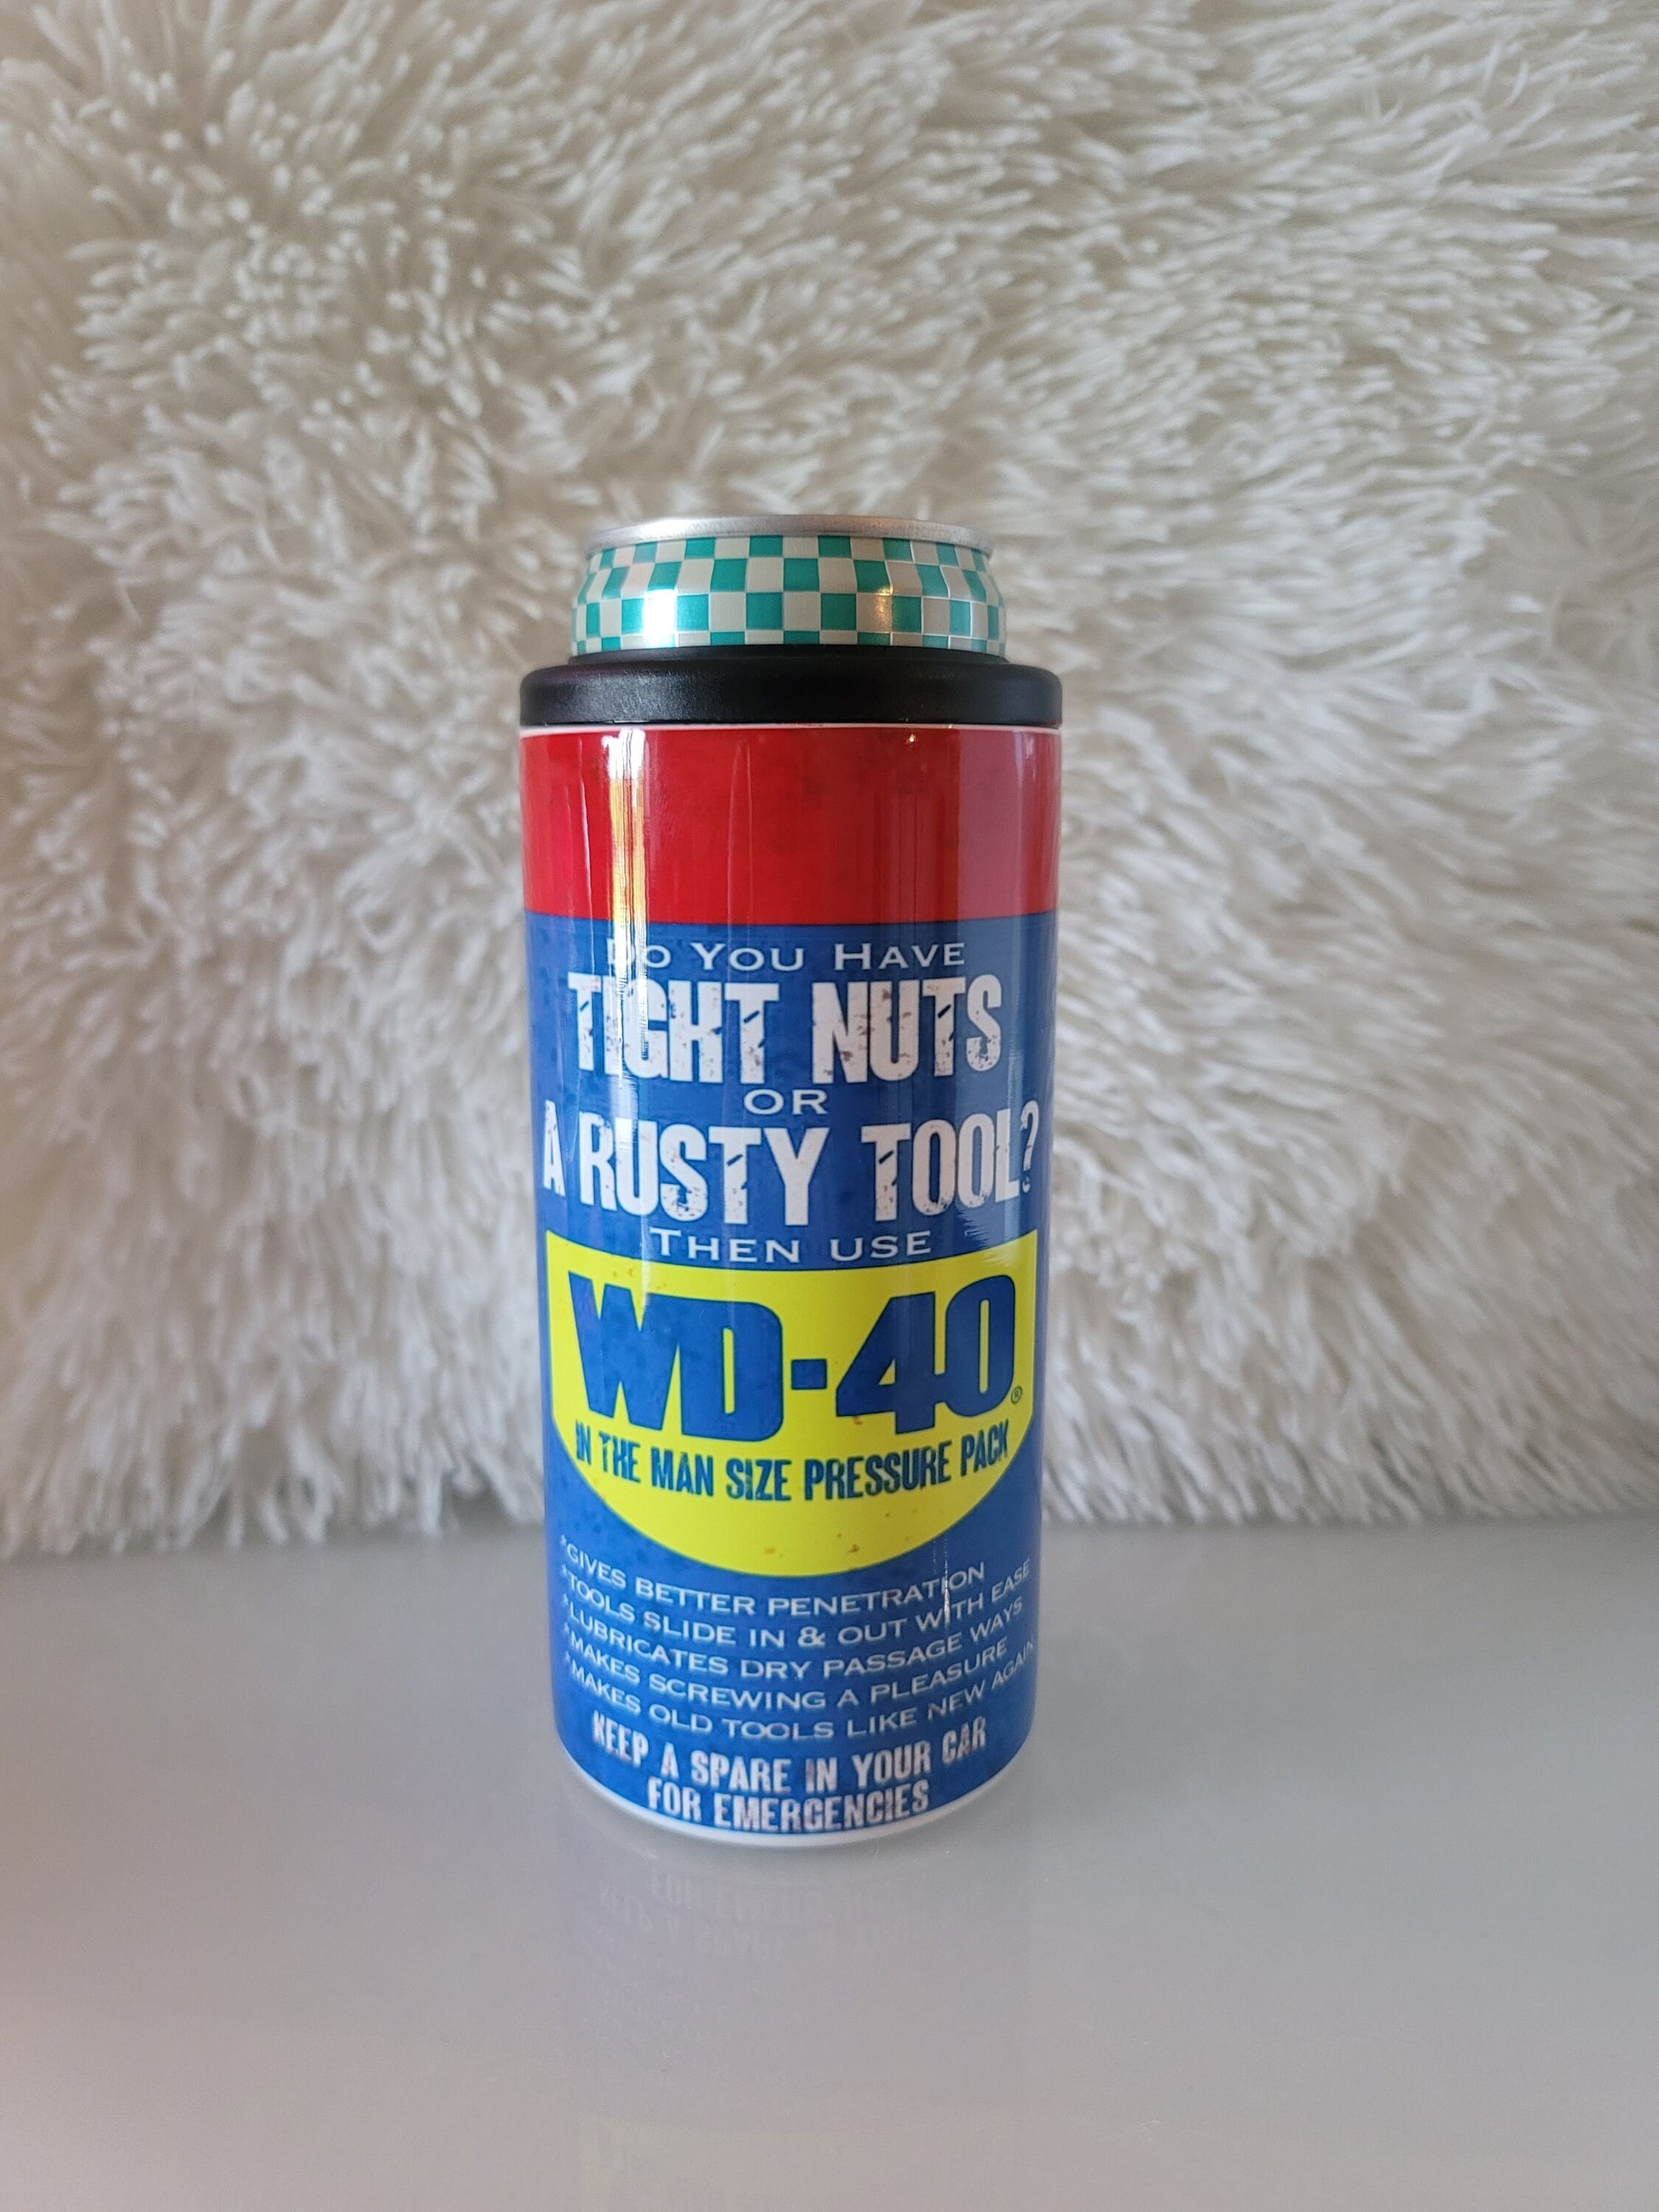 DO YOU HAVE
TIGHT NUTS
OR
A RUSTY TOOL?
THEN USE
WD-40®
IN THE MAN SIZE PRESSURE PACK
*GIVES BETTER PENETRATION
*TOOLS SLIDE IN & OUT WITH EASE
*LUBRICATES DRY PASSAGE WAYS
*MAKES SCREWING A PLEASURE
*MAKES OLD TOOLS LIKE NEW AGAIN
KEEP A SPARE IN YOUR CAR
FOR EMERGENCIES